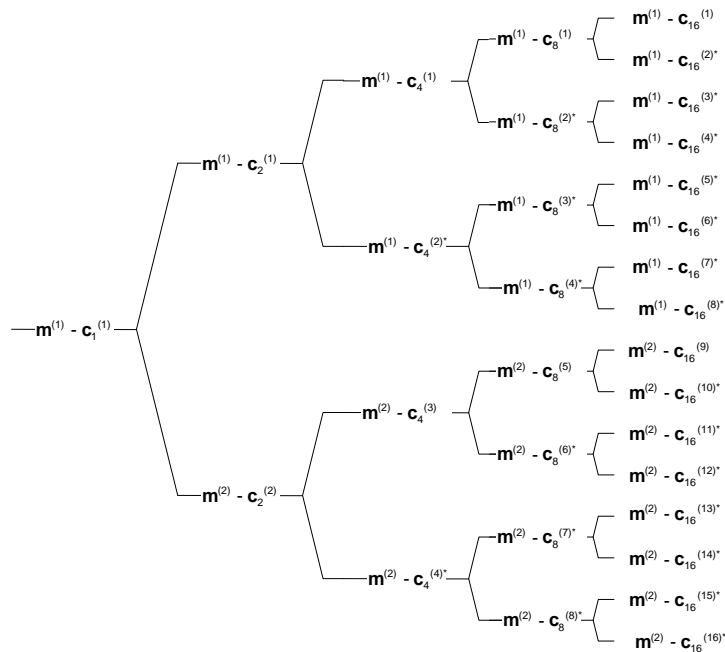 m(1) - c1(1)
m(1) - c2(1)
m(2) - c2(2)
m(1) - c4(1)
m(1) - c4(2)*
m(2) - c4(3)
m(2) - c4(4)*
m(1) - c8(1)
m(1) - c8(2)*
m(1) - c8(3)*
m(1) - c8(4)*
m(2) - c8(5)
m(2) - c8(6)*
m(2) - c8(7)*
m(2) - c8(8)*
m(1) - c16(1)
m(1) - c16(2)*
m(1) - c16(3)*
m(1) - c16(4)*
m(1) - c16(5)*
m(1) - c16(6)*
m(1) - c16(7)*
m(1) - c16(8)*
m(2) - c16(9)
m(2) - c16(10)*
m(2) - c16(11)*
m(2) - c16(12)*
m(2) - c16(13)*
m(2) - c16(14)*
m(2) - c16(15)*
m(2) - c16(16)*